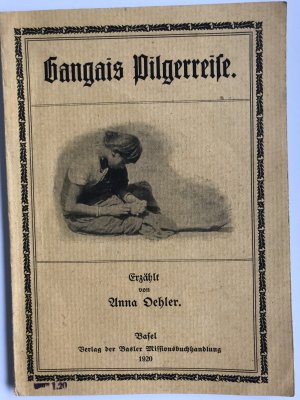 Gangais Pilgerreise.
Erzählt
von
Anna Oehler.
Basel
Verlag der Basler Missionsbuchhandlung
1920
1.20